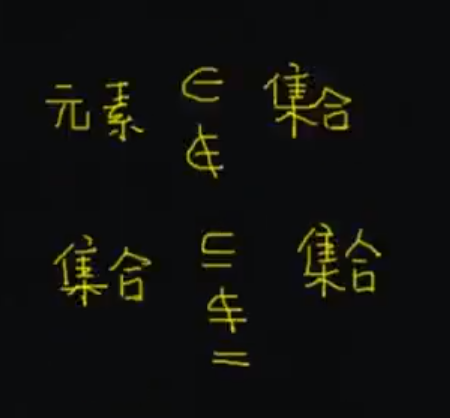 元素 ∈ 集合
∉
集合 ⊆ 集合
⊈
=